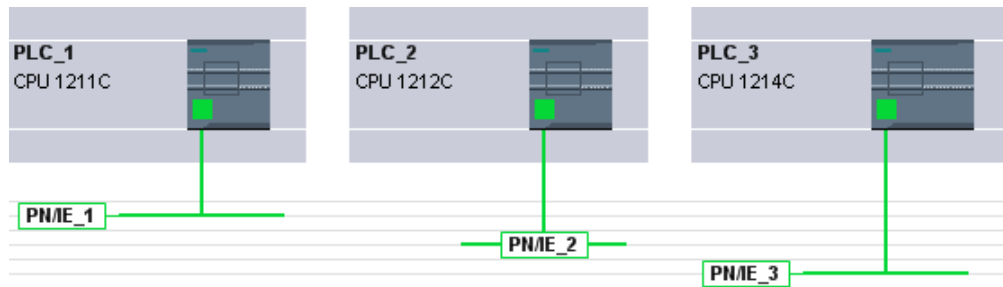 PLC_1
CPU 1211C
PLC_2
CPU 1212C
PLC_3
CPU 1214C
PN/IE_1
PN/IE_2
PN/IE_3